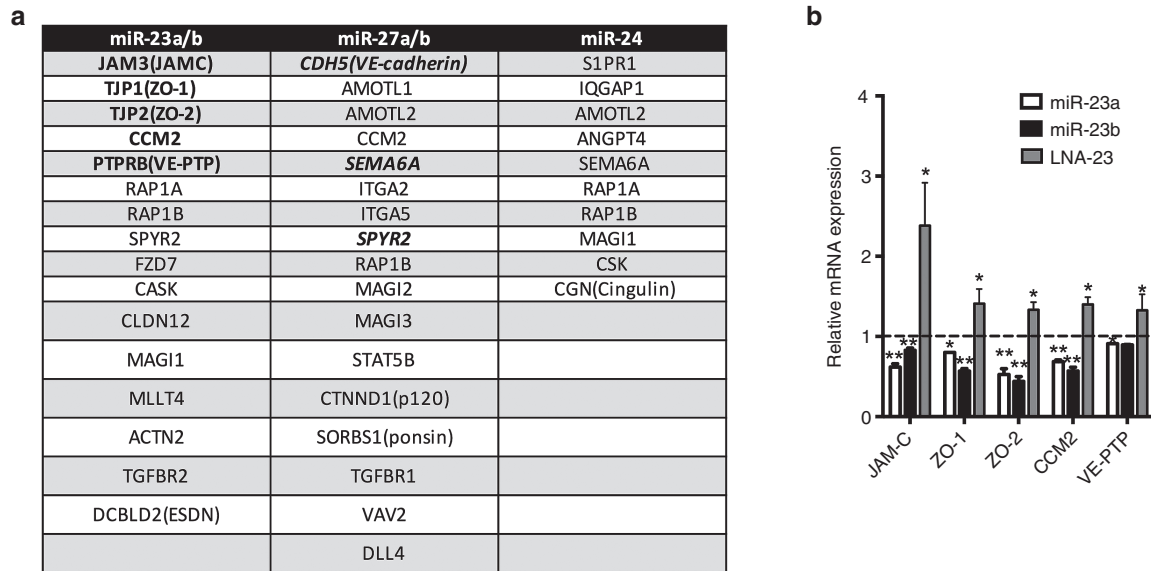 a
miR-23a/b miR-27a/b miR-24
JAM3(JAMC) CDH5(VE-cadherin) S1PR1
TJP1(ZO-1) AMOTL1 IQGAP1
TJP2(ZO-2) AMOTL2 AMOTL2
CCM2 CCM2 ANGPT4
PTPRB(VE-PTP) SEMA6A SEMA6A
RAP1A ITGA2 RAP1A
RAP1B ITGA5 RAP1B
SPYR2 SPYR2 MAGI1
FZD7 RAP1B CSK
CASK MAGI2 CGN(Cingulin)
CLDN12 MAGI3
MAGI1 STAT5B
MLLT4 CTNND1(p120)
ACTN2 SORBS1(ponsin)
TGFBR2 TGFBR1
DCBLD2(ESDN) VAV2
DLL4
b
Relative mRNA expression
4
3
2
1
0
miR-23a
miR-23b
LNA-23
** ** *
* ** *
** ** *
** ** *
* *
JAM-C
ZO-1
ZO-2
CCM2
VE-PTP